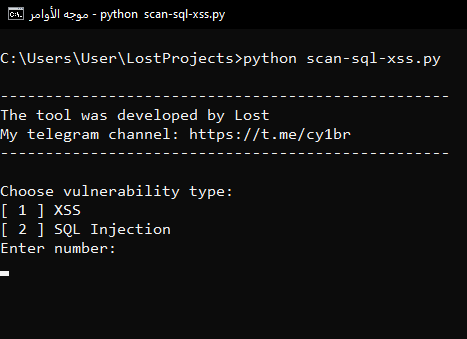 موجه الأوامر - python  scan-sql-xss.py
C:\Users\User\LostProjects>python scan-sql-xss.py
--------------------------------------------------
The tool was developed by Lost
My telegram channel: https://t.me/cy1br
--------------------------------------------------
Choose vulnerability type:
[ 1 ] XSS
[ 2 ] SQL Injection
Enter number: